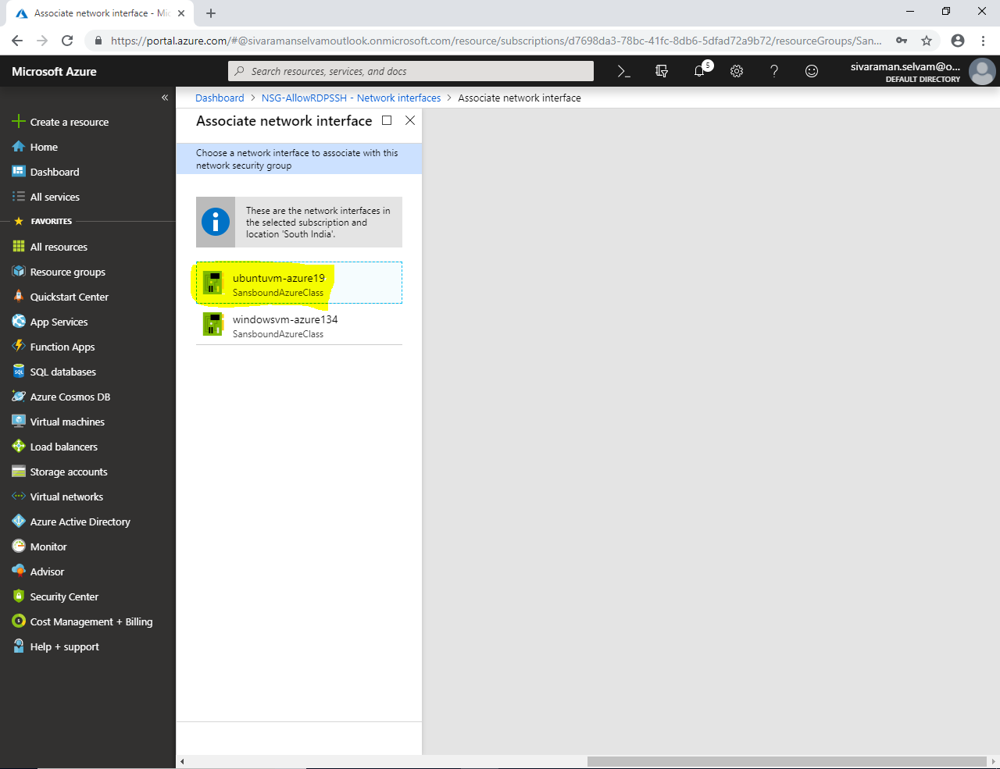 Associate network interface - Mic
https://portal.azure.com/#@sivaramanselvamoutlook.onmicrosoft.com/resource/subscriptions/d7698da3-78bc-41fc-8db6-5dfad72a9b72/resourceGroups/San...
Microsoft Azure
Search resources, services, and docs
5
sivaraman.selvam@o...
DEFAULT DIRECTORY
Dashboard > NSG-AllowRDPSSH - Network interfaces > Associate network interface
Create a resource
Home
Dashboard
All services
FAVORITES
All resources
Resource groups
Quickstart Center
App Services
Function Apps
SQL
SQL databases
Azure Cosmos DB
Virtual machines
Load balancers
Storage accounts
Virtual networks
Azure Active Directory
Monitor
Advisor
Security Center
Cost Management + Billing
Help + support
Associate network interface
Choose a network interface to associate with this
network security group
These are the network interfaces in
the selected subscription and
location 'South India'.
ubuntuvm-azure19
SansboundAzureClass
windowsvm-azure134
SansboundAzureClass